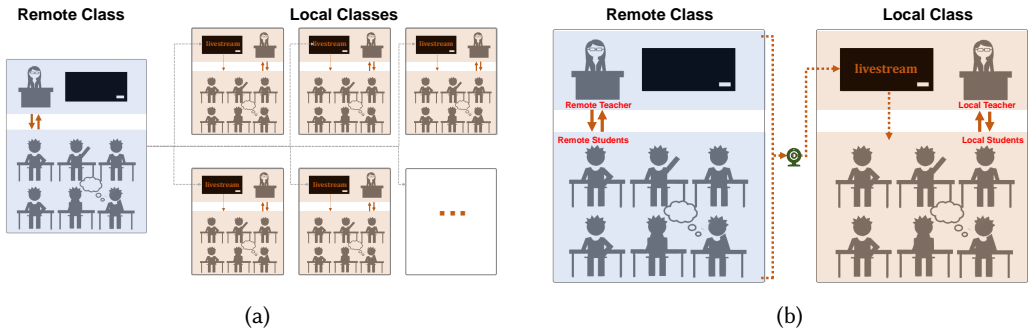 Remote Class
Local Classes
livestream
livestream
livestream
livestream
livestream
...
(a)
Remote Class
Local Class
livestream
Remote Teacher
Local Teacher
Remote Students
Local Students
(b)